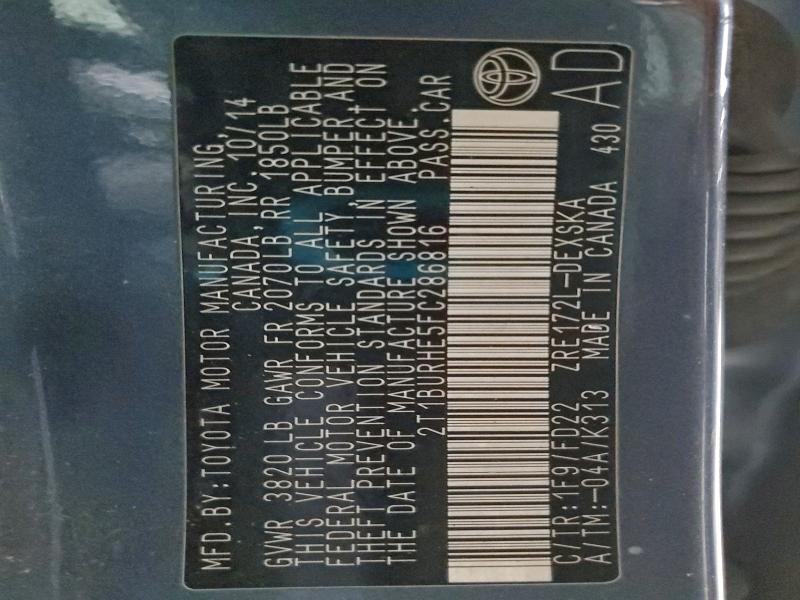 MFD.BY:TOYOTA MOTOR MANUFACTURING,
CANADA,INC. 10/14
GVWR 3820LB GAWR FR 2070LB,RR 1850LB
THIS VEHICLE CONFORMS TO ALL APPLICABLE
FEDERAL MOTOR VEHICLE SAFETY,BUMPER,AND
THEFT PREVENTION STANDARDS IN EFFECT ON
THE DATE OF MANUFACTURE SHOWN ABOVE.
2T1BURHE5FC286816 PASS.CAR
C/TR:1F9/FD22 ZRE172L-DEXSKA
A/TM:-04A/K313 MADE IN CANADA 430
AD